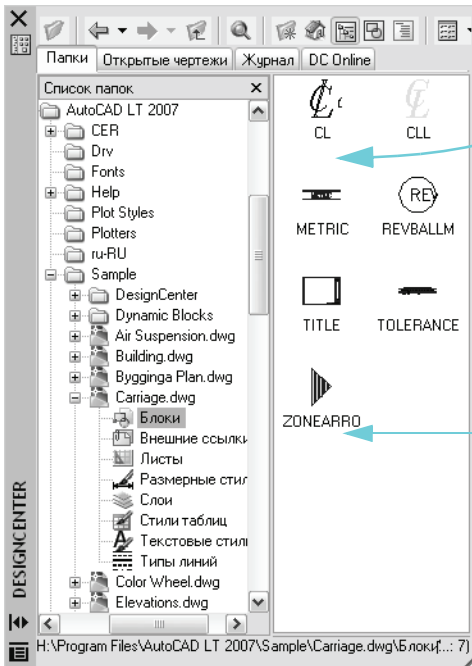 Папки Открытые чертежи Журнал DC Online
Список папок
AutoCAD LT 2007
CER
Drv
Fonts
Help
Plot Styles
Plotters
ru-RU
Sample
DesignCenter
Dynamic Blocks
Air Suspension.dwg
Building.dwg
Bygginga Plan.dwg
Carriage.dwg
Блоки
Внешние ссылки
Листы
Размерные стил
Слои
Стили таблиц
Текстовые стил
Типы линий
Color Wheel.dwg
Elevations.dwg
CL CLL
METRIC REVBALLM
REV
TITLE TOLERANCE
ZONEARRO
DESIGNCENTER
H:\Program Files\AutoCAD LT 2007\Sample\Carriage.dwg\Блоки(...: 7)